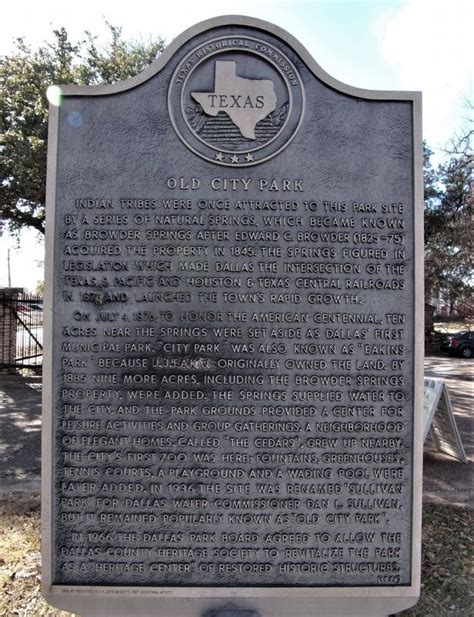 TEXAS HISTORICAL COMMISSION
TEXAS
OLD CITY PARK
INDIAN TRIBES WERE ONCE ATTRACTED TO THIS PARK SITE
BY A SERIES OF NATURAL SPRINGS, WHICH BECAME KNOWN
AS BROWDER SPRINGS AFTER EDWARD C. BROWDER (1825-75)
ACQUIRED THE PROPERTY IN 1845. THE SPRINGS FIGURED IN
LEGISLATION WHICH MADE DALLAS THE INTERSECTION OF THE
TEXAS & PACIFIC AND HOUSTON & TEXAS CENTRAL RAILROADS
IN AND LAUNCHED THE TOWN'S RAPID GROWTH.
ON JULY 4, 1876, TO HONOR THE AMERICAN CENTENNIAL, TEN
ACRES NEAR THE SPRINGS WERE SET ASIDE AS DALLAS' FIRST
MUNICIPAL PARK. "CITY PARK" WAS ALSO KNOWN AS "EAKINS
PARK" BECAUSE J.J. EAKINS ORIGINALLY OWNED THE LAND. BY
1885 NINE MORE ACRES, INCLUDING THE BROWDER SPRINGS
PROPERTY, WERE ADDED. THE SPRINGS SUPPLIED WATER TO
THE CITY, AND THE PARK GROUNDS PROVIDED A CENTER FOR
LEISURE ACTIVITIES AND GROUP GATHERINGS. A NEIGHBORHOOD
OF ELEGANT HOMES, CALLED "THE CEDARS", GREW UP NEARBY.
THE CITY'S FIRST ZOO WAS HERE; FOUNTAINS, GREENHOUSES,
TENNIS COURTS, A PLAYGROUND AND A WADING POOL WERE
LATER ADDED. IN 1936 THE SITE WAS RENAMED "SULLIVAN
PARK" FOR DALLAS WATER COMMISSIONER DAN L. SULLIVAN,
BUT IT REMAINED POPULARLY KNOWN AS "OLD CITY PARK".
IN 1966 THE DALLAS PARK BOARD AGREED TO ALLOW THE
DALLAS COUNTY HERITAGE SOCIETY TO REVITALIZE THE PARK
AS A "HERITAGE CENTER" OF RESTORED HISTORIC STRUCTURES.